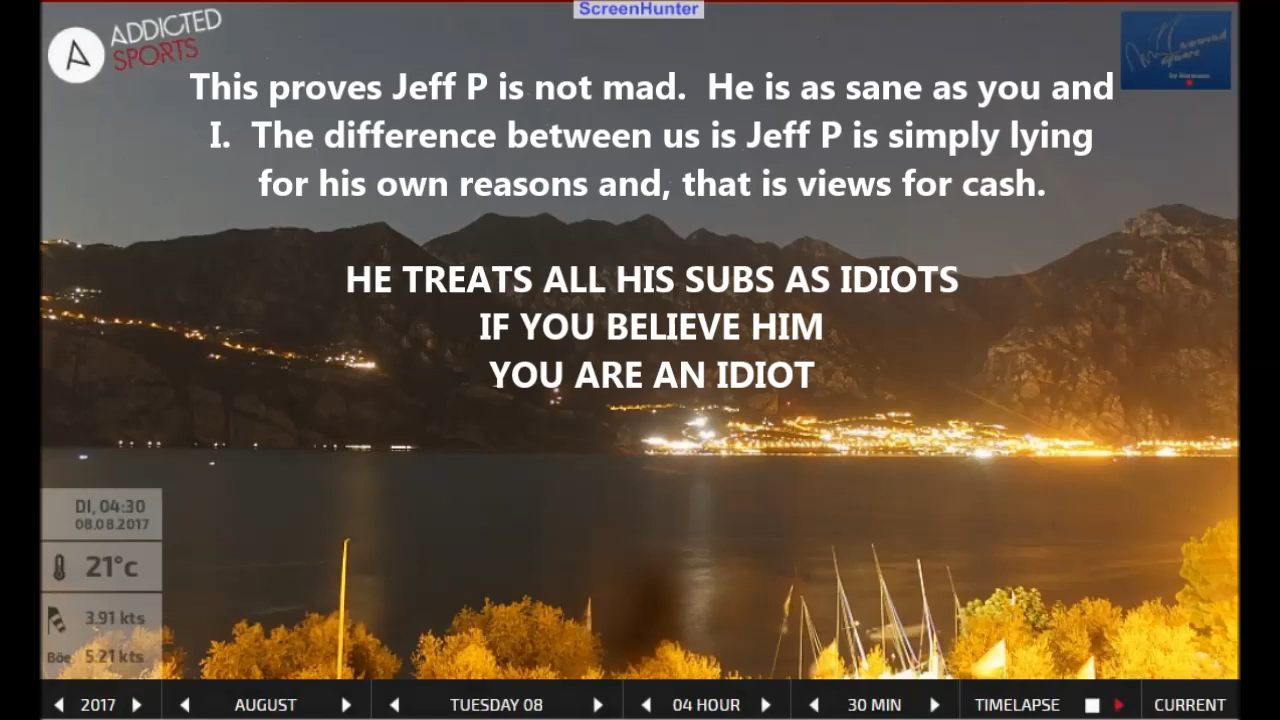 ScreenHunter
ADDICTED
SPORTS
This proves Jeff P is not mad.  He is as sane as you and
I.  The difference between us is Jeff P is simply lying
for his own reasons and, that is views for cash.
HE TREATS ALL HIS SUBS AS IDIOTS
IF YOU BELIEVE HIM
YOU ARE AN IDIOT
DI, 04:30
08.08.2017
21°c
3.91 kts
Böe 5.21 kts
2017 AUGUST TUESDAY 08 04 HOUR 30 MIN TIMELAPSE CURRENT